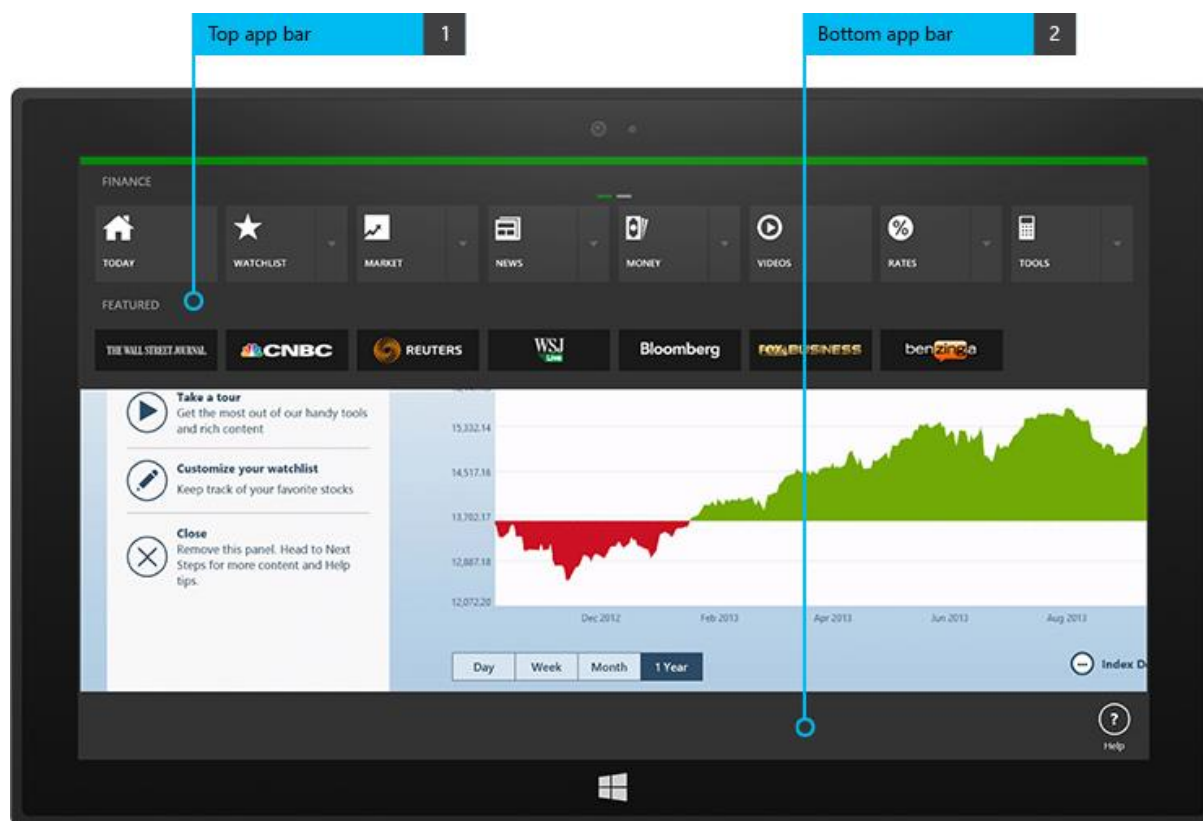 Top app bar 1
Bottom app bar 2
FINANCE
TODAY
WATCHLIST
MARKET
NEWS
MONEY
VIDEOS
RATES
TOOLS
FEATURED
THE WALL STREET JOURNAL.
CNBC
REUTERS
WSJ
Live
Bloomberg
FOX BUSINESS
benzinga
Take a tour
Get the most out of our handy tools
and rich content
Customize your watchlist
Keep track of your favorite stocks
Close
Remove this panel. Head to Next
Steps for more content and Help
tips.
15,332.14
14,517.16
13,702.17
12,887.18
12,072.20
Dec 2012
Feb 2013
Apr 2013
Jun 2013
Aug 2013
Day
Week
Month
1 Year
Index D
?
Help